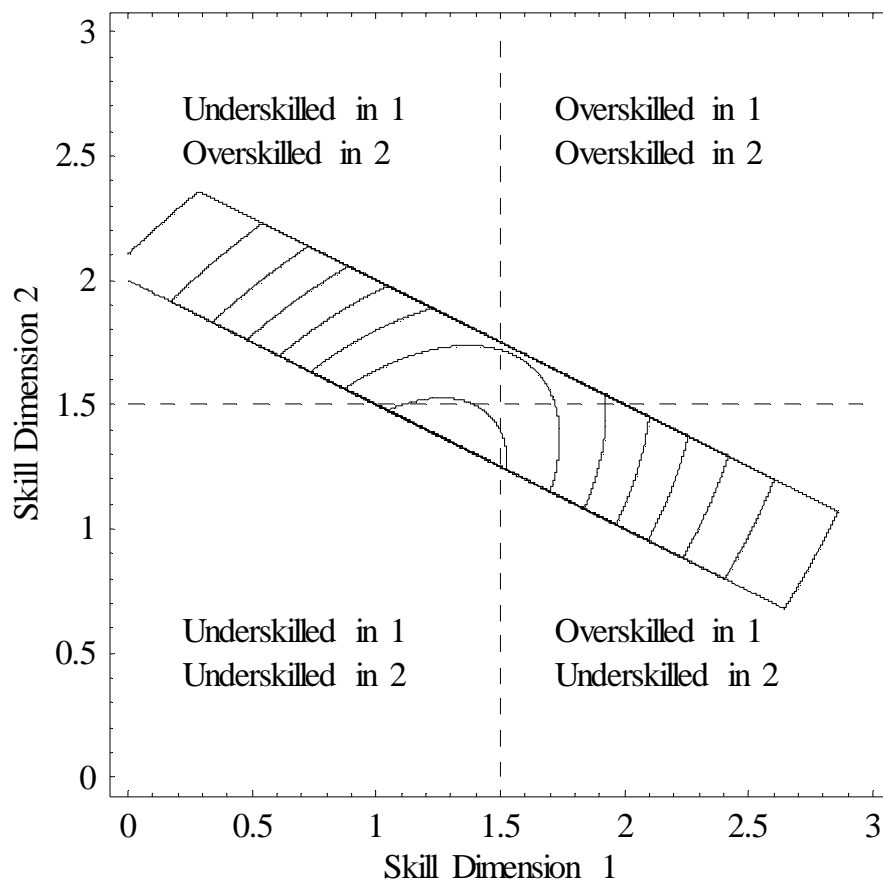 3
Underskilled in 1
Overskilled in 2
Overskilled in 1
Overskilled in 2
2.5
2
1.5
1
Underskilled in 1
Underskilled in 2
Overskilled in 1
Underskilled in 2
0.5
0
Skill Dimension 2
0 0.5 1 1.5 2 2.5 3
Skill Dimension 1